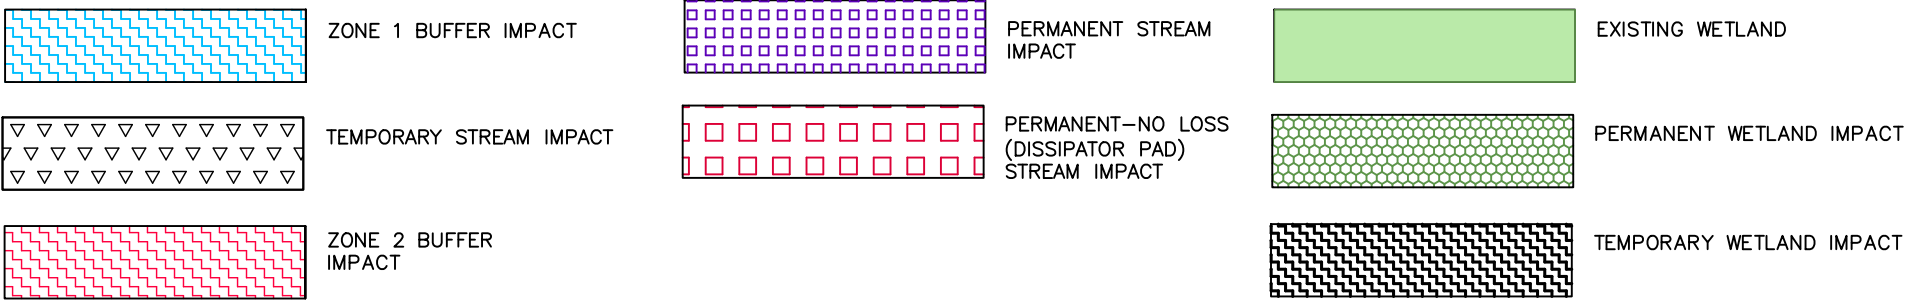 ZONE 1 BUFFER IMPACT
TEMPORARY STREAM IMPACT
ZONE 2 BUFFER
IMPACT
PERMANENT STREAM
IMPACT
PERMANENT-NO LOSS
(DISSIPATOR PAD)
STREAM IMPACT
EXISTING WETLAND
PERMANENT WETLAND IMPACT
TEMPORARY WETLAND IMPACT